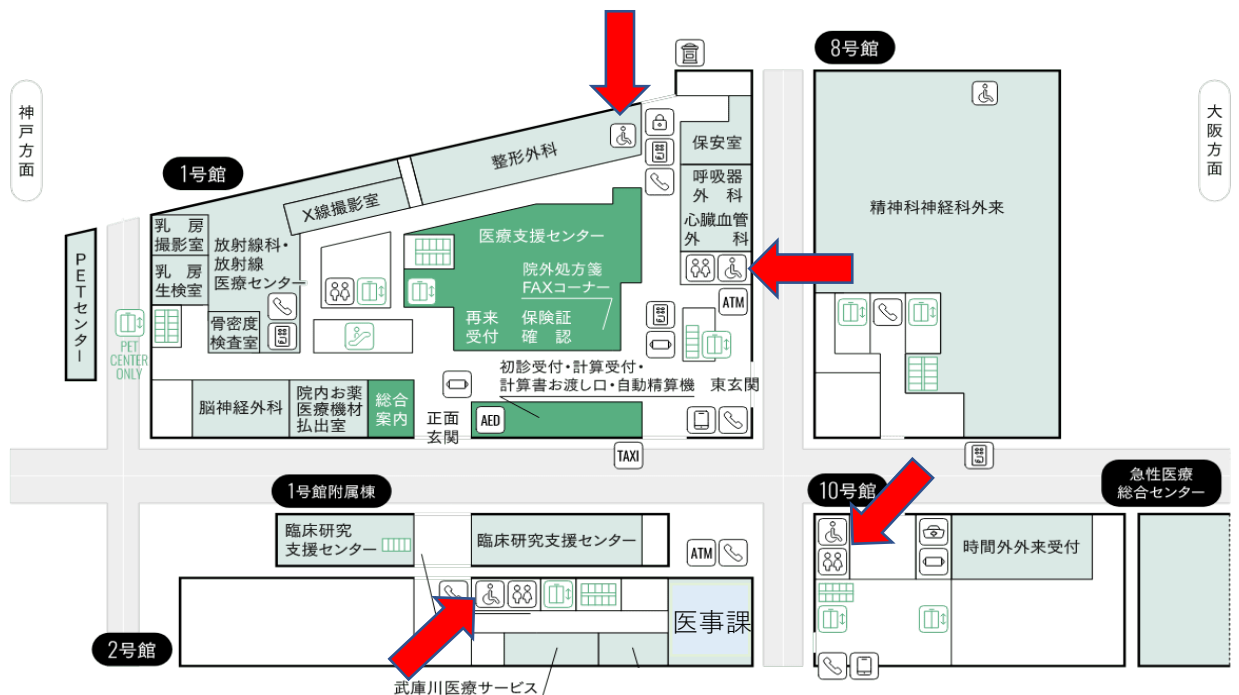 神戸方面
大阪方面
8号館
1号館
整形外科
保安室
呼吸器
外科
心臓血管
外科
精神科神経科外来
X線撮影室
乳房
撮影室
放射線科・
放射線
医療センター
乳房
生検室
骨密度
検査室
医療支援センター
院外処方箋
FAXコーナー
再来
受付
保険証
確認
ATM
PETセンター
PET
CENTER
ONLY
初診受付・計算受付・
計算書お渡し口・自動精算機
東玄関
脳神経外科
院内お薬
医療機材
払出室
総合
案内
正面
玄関
AED
TAXI
1号館附属棟
10号館
急性医療
総合センター
臨床研究
支援センター
臨床研究支援センター
ATM
時間外外来受付
医事課
2号館
武庫川医療サービス